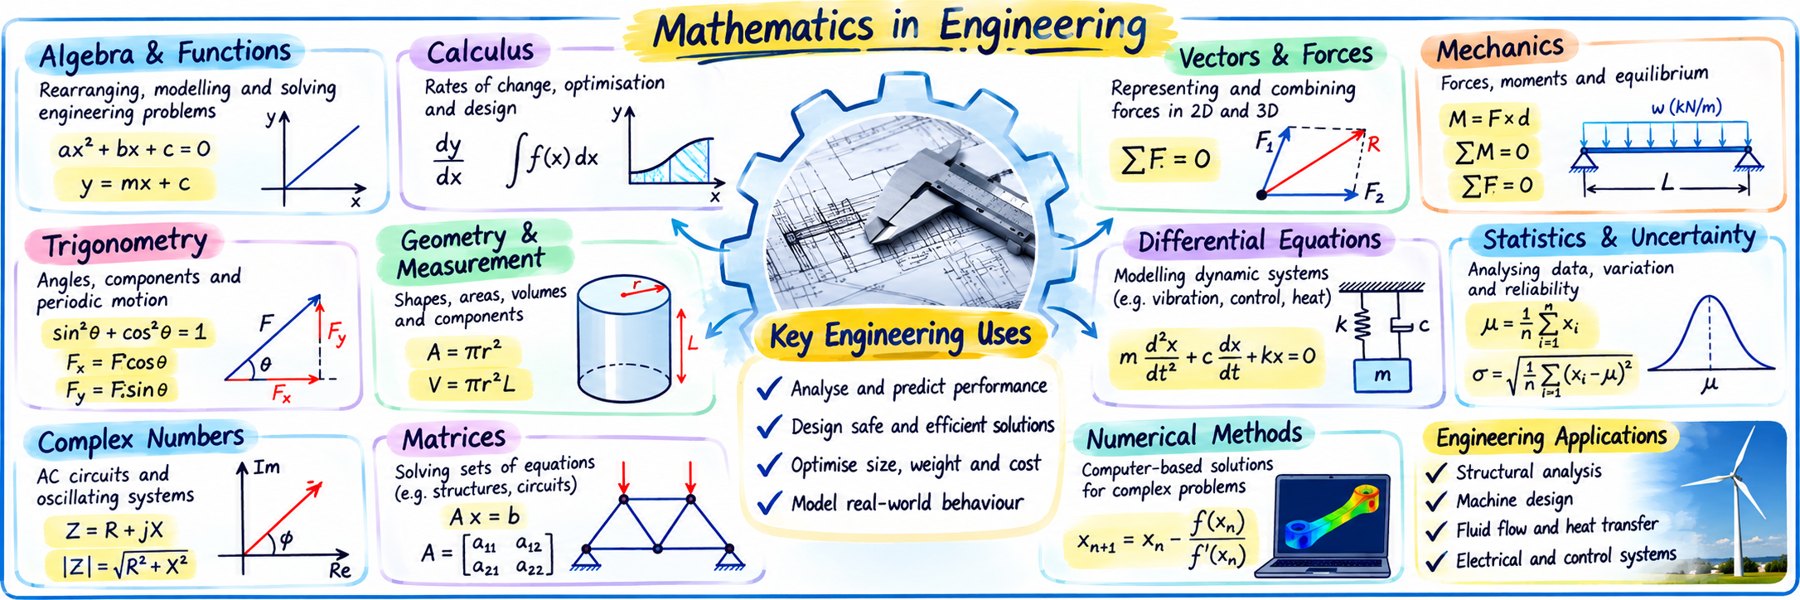 Mathematics in Engineering
Algebra & Functions
Rearranging, modelling and solving
engineering problems
ax² + bx + c = 0
y = mx + c
y
x
Calculus
Rates of change, optimisation
and design
dy/dx
∫ f(x) dx
y
x
Vectors & Forces
Representing and combining
forces in 2D and 3D
∑F = 0
F₁
R
F₂
Mechanics
Forces, moments and equilibrium
M = F × d
∑M = 0
∑F = 0
w (kN/m)
L
Trigonometry
Angles, components and
periodic motion
sin²θ + cos²θ = 1
Fₓ = F cosθ
Fᵧ = F sinθ
F
θ
Fᵧ
Fₓ
Geometry &
Measurement
Shapes, areas, volumes
and components
A = πr²
V = πr²L
r
L
Differential Equations
Modelling dynamic systems
(e.g. vibration, control, heat)
m d²x/dt² + c dx/dt + kx = 0
k
c
m
Statistics & Uncertainty
Analysing data, variation
and reliability
μ = 1/n ∑ᵢ₌₁ⁿ xᵢ
σ = √(1/n ∑ᵢ₌₁ (xᵢ - μ)²)
μ
Key Engineering Uses
✓ Analyse and predict performance
✓ Design safe and efficient solutions
✓ Optimise size, weight and cost
✓ Model real-world behaviour
Complex Numbers
AC circuits and
oscillating systems
Z = R + jX
|Z| = √(R² + X²)
Im
φ
Re
Matrices
Solving sets of equations
(e.g. structures, circuits)
A x = b
A = [a₁₁ a₁₂
a₂₁ a₂₂]
Numerical Methods
Computer-based solutions
for complex problems
xₙ₊₁ = xₙ - f(xₙ)/f'(xₙ)
Engineering Applications
✓ Structural analysis
✓ Machine design
✓ Fluid flow and heat transfer
✓ Electrical and control systems